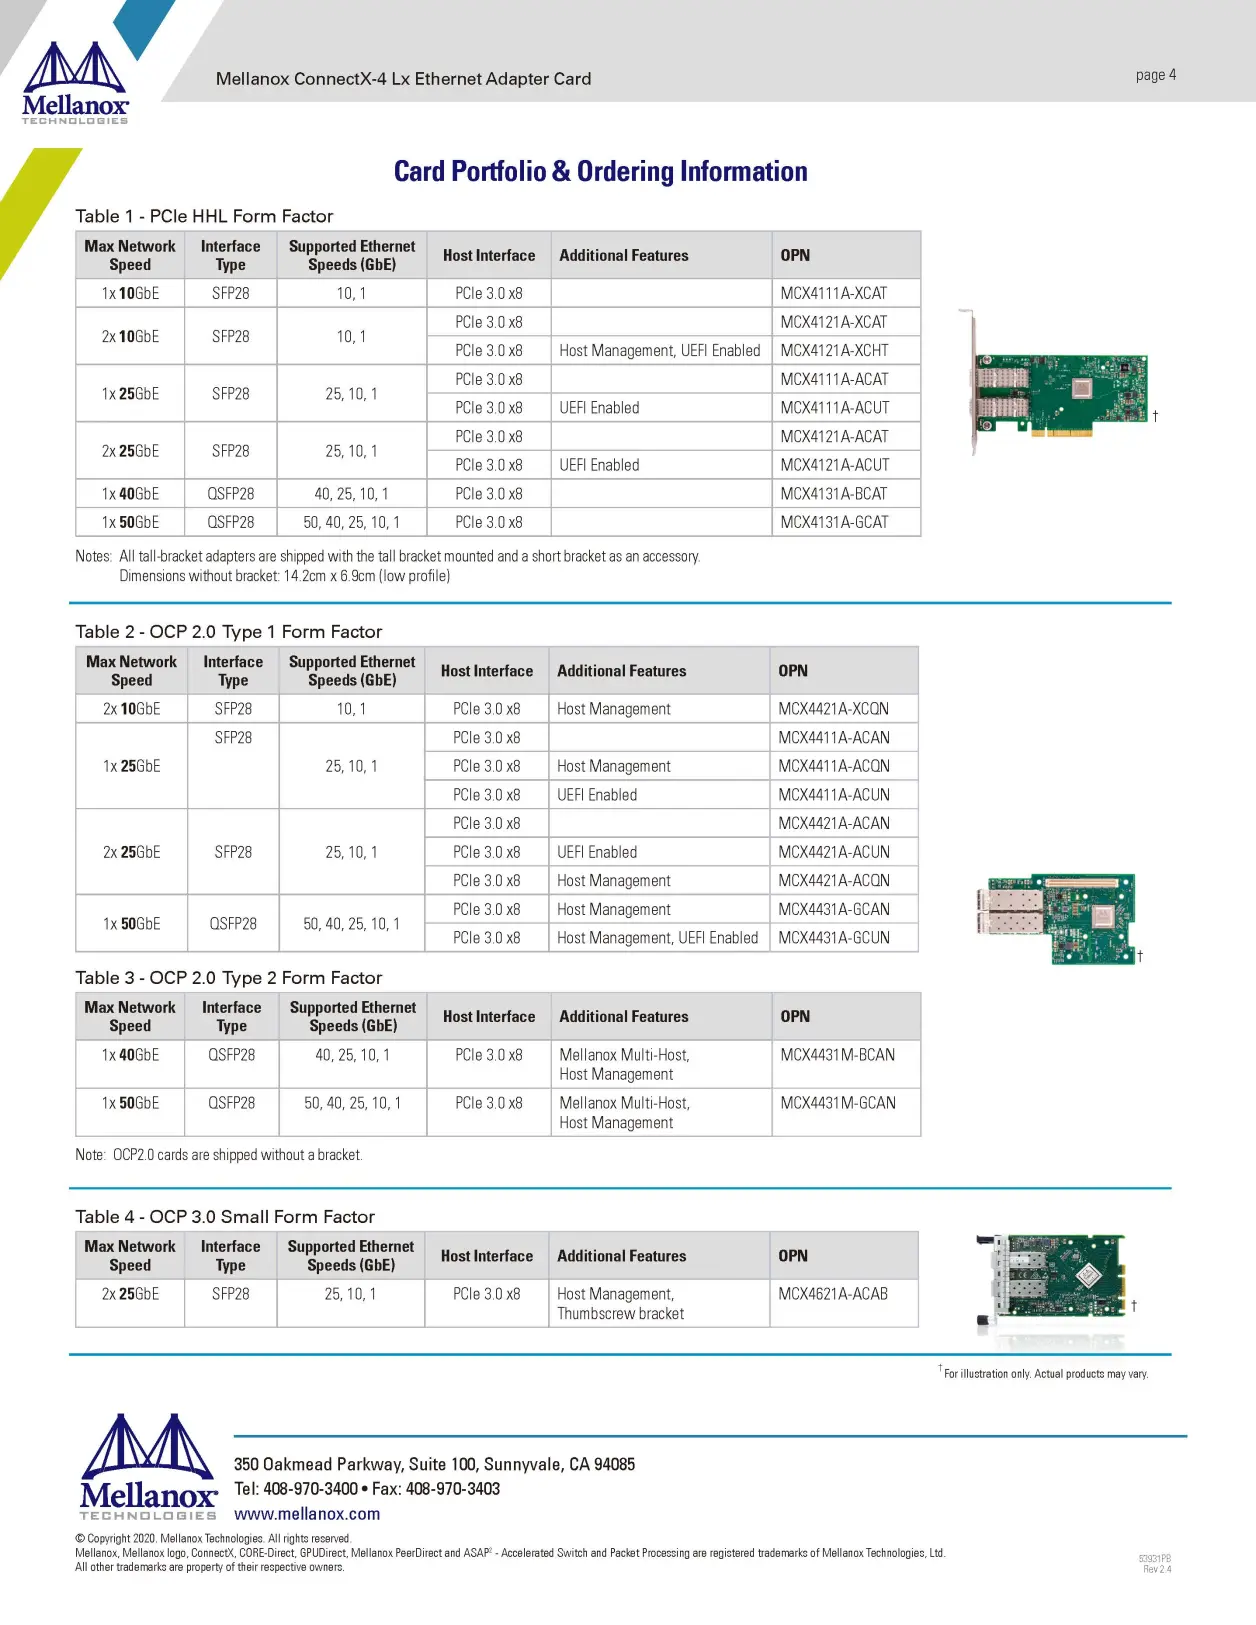 Mellanox
TECHNOLOGIES
Mellanox ConnectX-4 Lx Ethernet Adapter Card
page 4
Card Portfolio & Ordering Information
Table 1 - PCIe HHL Form Factor
Max Network Speed Interface Type Supported Ethernet Speeds (GbE) Host Interface Additional Features OPN
1x 10GbE SFP28 10, 1 PCIe 3.0 x8 MCX4111A-XCAT
2x 10GbE SFP28 10, 1 PCIe 3.0 x8 MCX4121A-XCAT
PCIe 3.0 x8 Host Management, UEFI Enabled MCX4121A-XCHT
1x 25GbE SFP28 25, 10, 1 PCIe 3.0 x8 MCX4111A-ACAT
PCIe 3.0 x8 UEFI Enabled MCX4111A-ACUT
2x 25GbE SFP28 25, 10, 1 PCIe 3.0 x8 MCX4121A-ACAT
PCIe 3.0 x8 UEFI Enabled MCX4121A-ACUT
1x 40GbE QSFP28 40, 25, 10, 1 PCIe 3.0 x8 MCX4131A-BCAT
1x 50GbE QSFP28 50, 40, 25, 10, 1 PCIe 3.0 x8 MCX4131A-GCAT
†
Notes: All tall-bracket adapters are shipped with the tall bracket mounted and a short bracket as an accessory.
Dimensions without bracket: 14.2cm x 6.9cm (low profile)
Table 2 - OCP 2.0 Type 1 Form Factor
Max Network Speed Interface Type Supported Ethernet Speeds (GbE) Host Interface Additional Features OPN
2x 10GbE SFP28 10, 1 PCIe 3.0 x8 Host Management MCX4421A-XCQN
1x 25GbE SFP28 25, 10, 1 PCIe 3.0 x8 MCX4411A-ACAN
PCIe 3.0 x8 Host Management MCX4411A-ACQN
PCIe 3.0 x8 UEFI Enabled MCX4411A-ACUN
2x 25GbE SFP28 25, 10, 1 PCIe 3.0 x8 MCX4421A-ACAN
PCIe 3.0 x8 UEFI Enabled MCX4421A-ACUN
PCIe 3.0 x8 Host Management MCX4421A-ACQN
1x 50GbE QSFP28 50, 40, 25, 10, 1 PCIe 3.0 x8 Host Management MCX4431A-GCAN
PCIe 3.0 x8 Host Management, UEFI Enabled MCX4431A-GCUN
†
Table 3 - OCP 2.0 Type 2 Form Factor
Max Network Speed Interface Type Supported Ethernet Speeds (GbE) Host Interface Additional Features OPN
1x 40GbE QSFP28 40, 25, 10, 1 PCIe 3.0 x8 Mellanox Multi-Host, Host Management MCX4431M-BCAN
1x 50GbE QSFP28 50, 40, 25, 10, 1 PCIe 3.0 x8 Mellanox Multi-Host, Host Management MCX4431M-GCAN
Note: OCP2.0 cards are shipped without a bracket.
Table 4 - OCP 3.0 Small Form Factor
Max Network Speed Interface Type Supported Ethernet Speeds (GbE) Host Interface Additional Features OPN
2x 25GbE SFP28 25, 10, 1 PCIe 3.0 x8 Host Management, Thumbscrew bracket MCX4621A-ACAB
†
† For illustration only. Actual products may vary.
Mellanox
TECHNOLOGIES
350 Oakmead Parkway, Suite 100, Sunnyvale, CA 94085
Tel: 408-970-3400 • Fax: 408-970-3403
www.mellanox.com
© Copyright 2020. Mellanox Technologies. All rights reserved.
Mellanox, Mellanox logo, ConnectX, CORE-Direct, GPUDirect, Mellanox PeerDirect and ASAP² - Accelerated Switch and Packet Processing are registered trademarks of Mellanox Technologies, Ltd.
All other trademarks are property of their respective owners.
53931PB
Rev 2.4